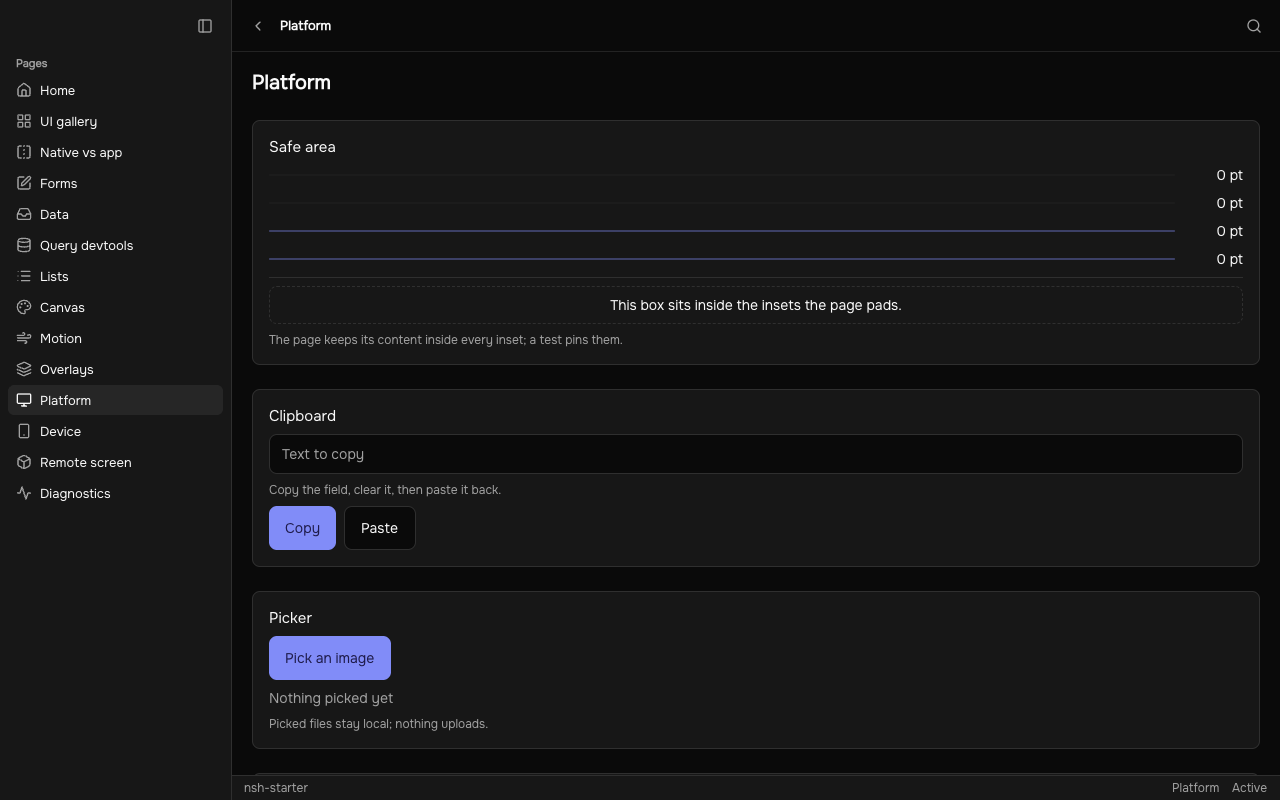 Platform
Pages
Home
UI gallery
Native vs app
Forms
Data
Query devtools
Lists
Canvas
Motion
Overlays
Platform
Device
Remote screen
Diagnostics
Platform
Safe area
0 pt
0 pt
0 pt
0 pt
This box sits inside the insets the page pads.
The page keeps its content inside every inset; a test pins them.
Clipboard
Text to copy
Copy the field, clear it, then paste it back.
Copy Paste
Picker
Pick an image
Nothing picked yet
Picked files stay local; nothing uploads.
nsh-starter
Platform Active